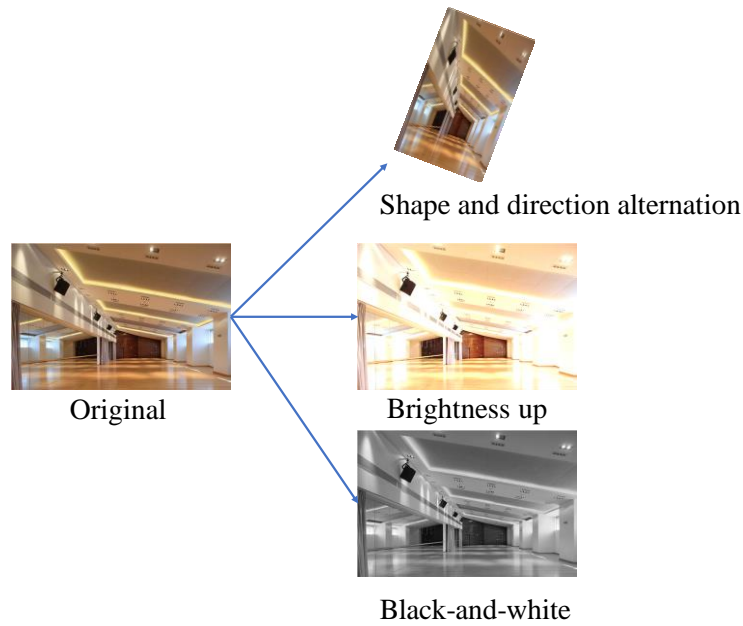 Shape and direction alternation
Original
Brightness up
Black-and-white